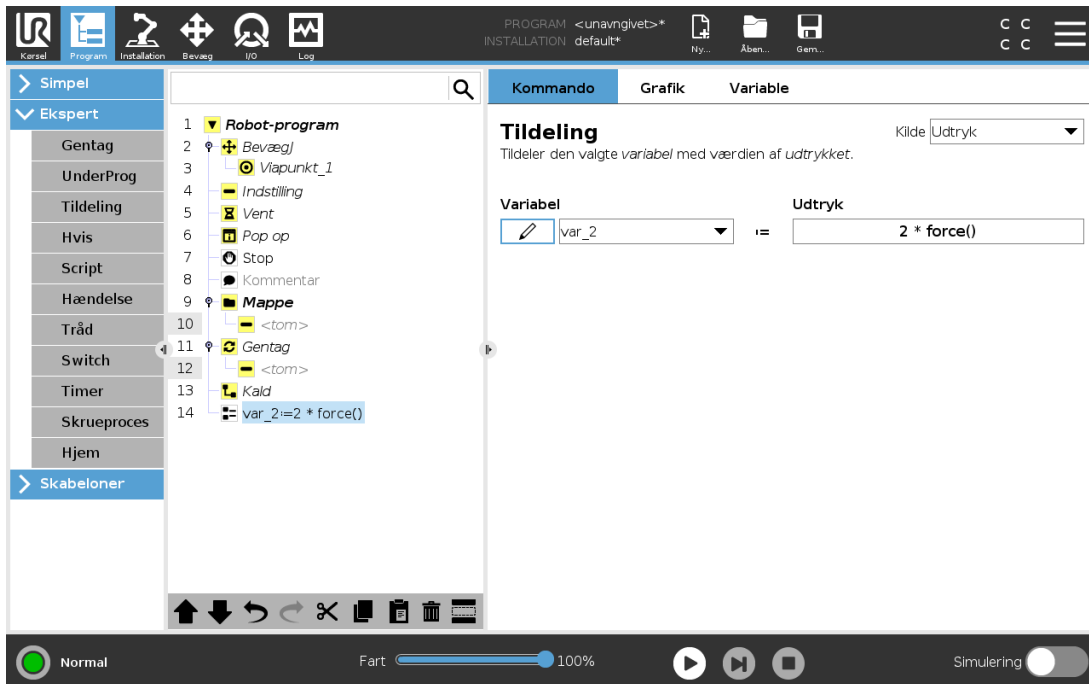 PROGRAM <unavngivet>*
INSTALLATION default*
UR
Kørsel
Program
Installation
Bevæg
I/O
Log
Ny...
Åben...
Gem...
C C
C C
Simpel
Ekspert
Gentag
UnderProg
Tildeling
Hvis
Script
Hændelse
Tråd
Switch
Timer
Skrueproces
Hjem
Skabeloner
1 Robot-program
2 BevægJ
3 Viapunkt_1
4 Indstilling
5 Vent
6 Pop op
7 Stop
8 Kommentar
9 Mappe
10 <tom>
11 Gentag
12 <tom>
13 Kald
14 var_2:=2 * force()
Kommando Grafik Variable
Tildeling
Kilde Udtryk
Tildeler den valgte variabel med værdien af udtrykket.
Variabel Udtryk
var_2 := 2 * force()
Normal
Fart 100%
Simulering